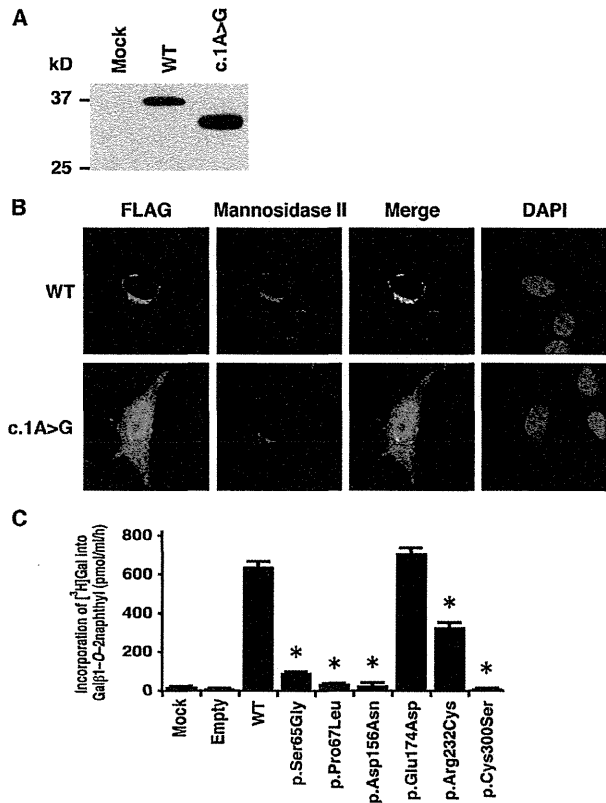 A
kD
Mock
WT
c.1A>G
37
25
B
FLAG
Mannosidase II
Merge
DAPI
WT
c.1A>G
C
Incorporation of [³H]Gal into
Galβ1–O–2naphthyl (pmol/ml/h)
800
600
400
200
0
*
*
*
*
*
Mock
Empty
WT
p.Ser65Gly
p.Pro67Leu
p.Asp156Asn
p.Glu174Asp
p.Arg232Cys
p.Cys300Ser